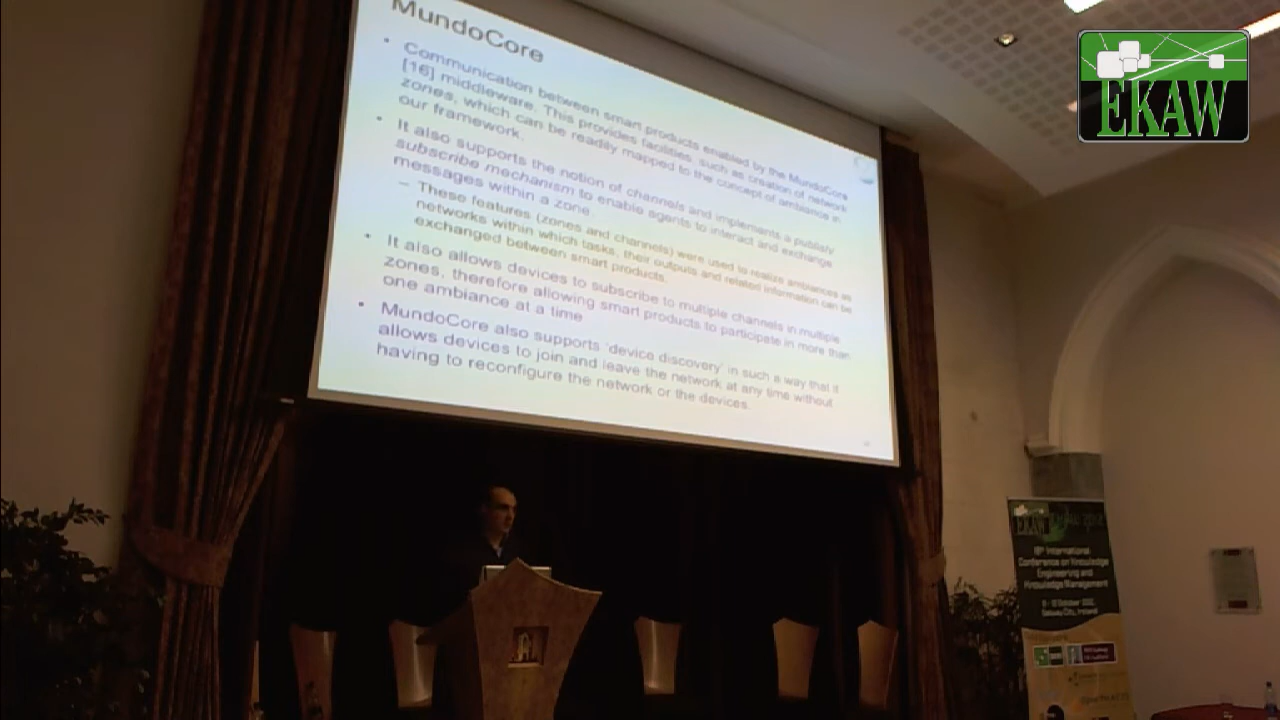 MundoCore
• Communication between smart products enabled by the MundoCore
[16] middleware. This provides facilities, such as creation of network
zones, which can be readily mapped to the concept of ambiance in
our framework.
• It also supports the notion of channels and implements a publish/
subscribe mechanism to enable agents to interact and exchange
messages within a zone.
– These features (zones and channels) were used to realize ambiances as
networks within which tasks, their outputs and related information can be
exchanged between smart products.
• It also allows devices to subscribe to multiple channels in multiple
zones, therefore allowing smart products to participate in more than
one ambiance at a time
• MundoCore also supports 'device discovery' in such a way that it
allows devices to join and leave the network at any time without
having to reconfigure the network or the devices.
EKAW
EKAW
18th International
Conference on Knowledge
Engineering and
Knowledge Management
Galway City, Ireland